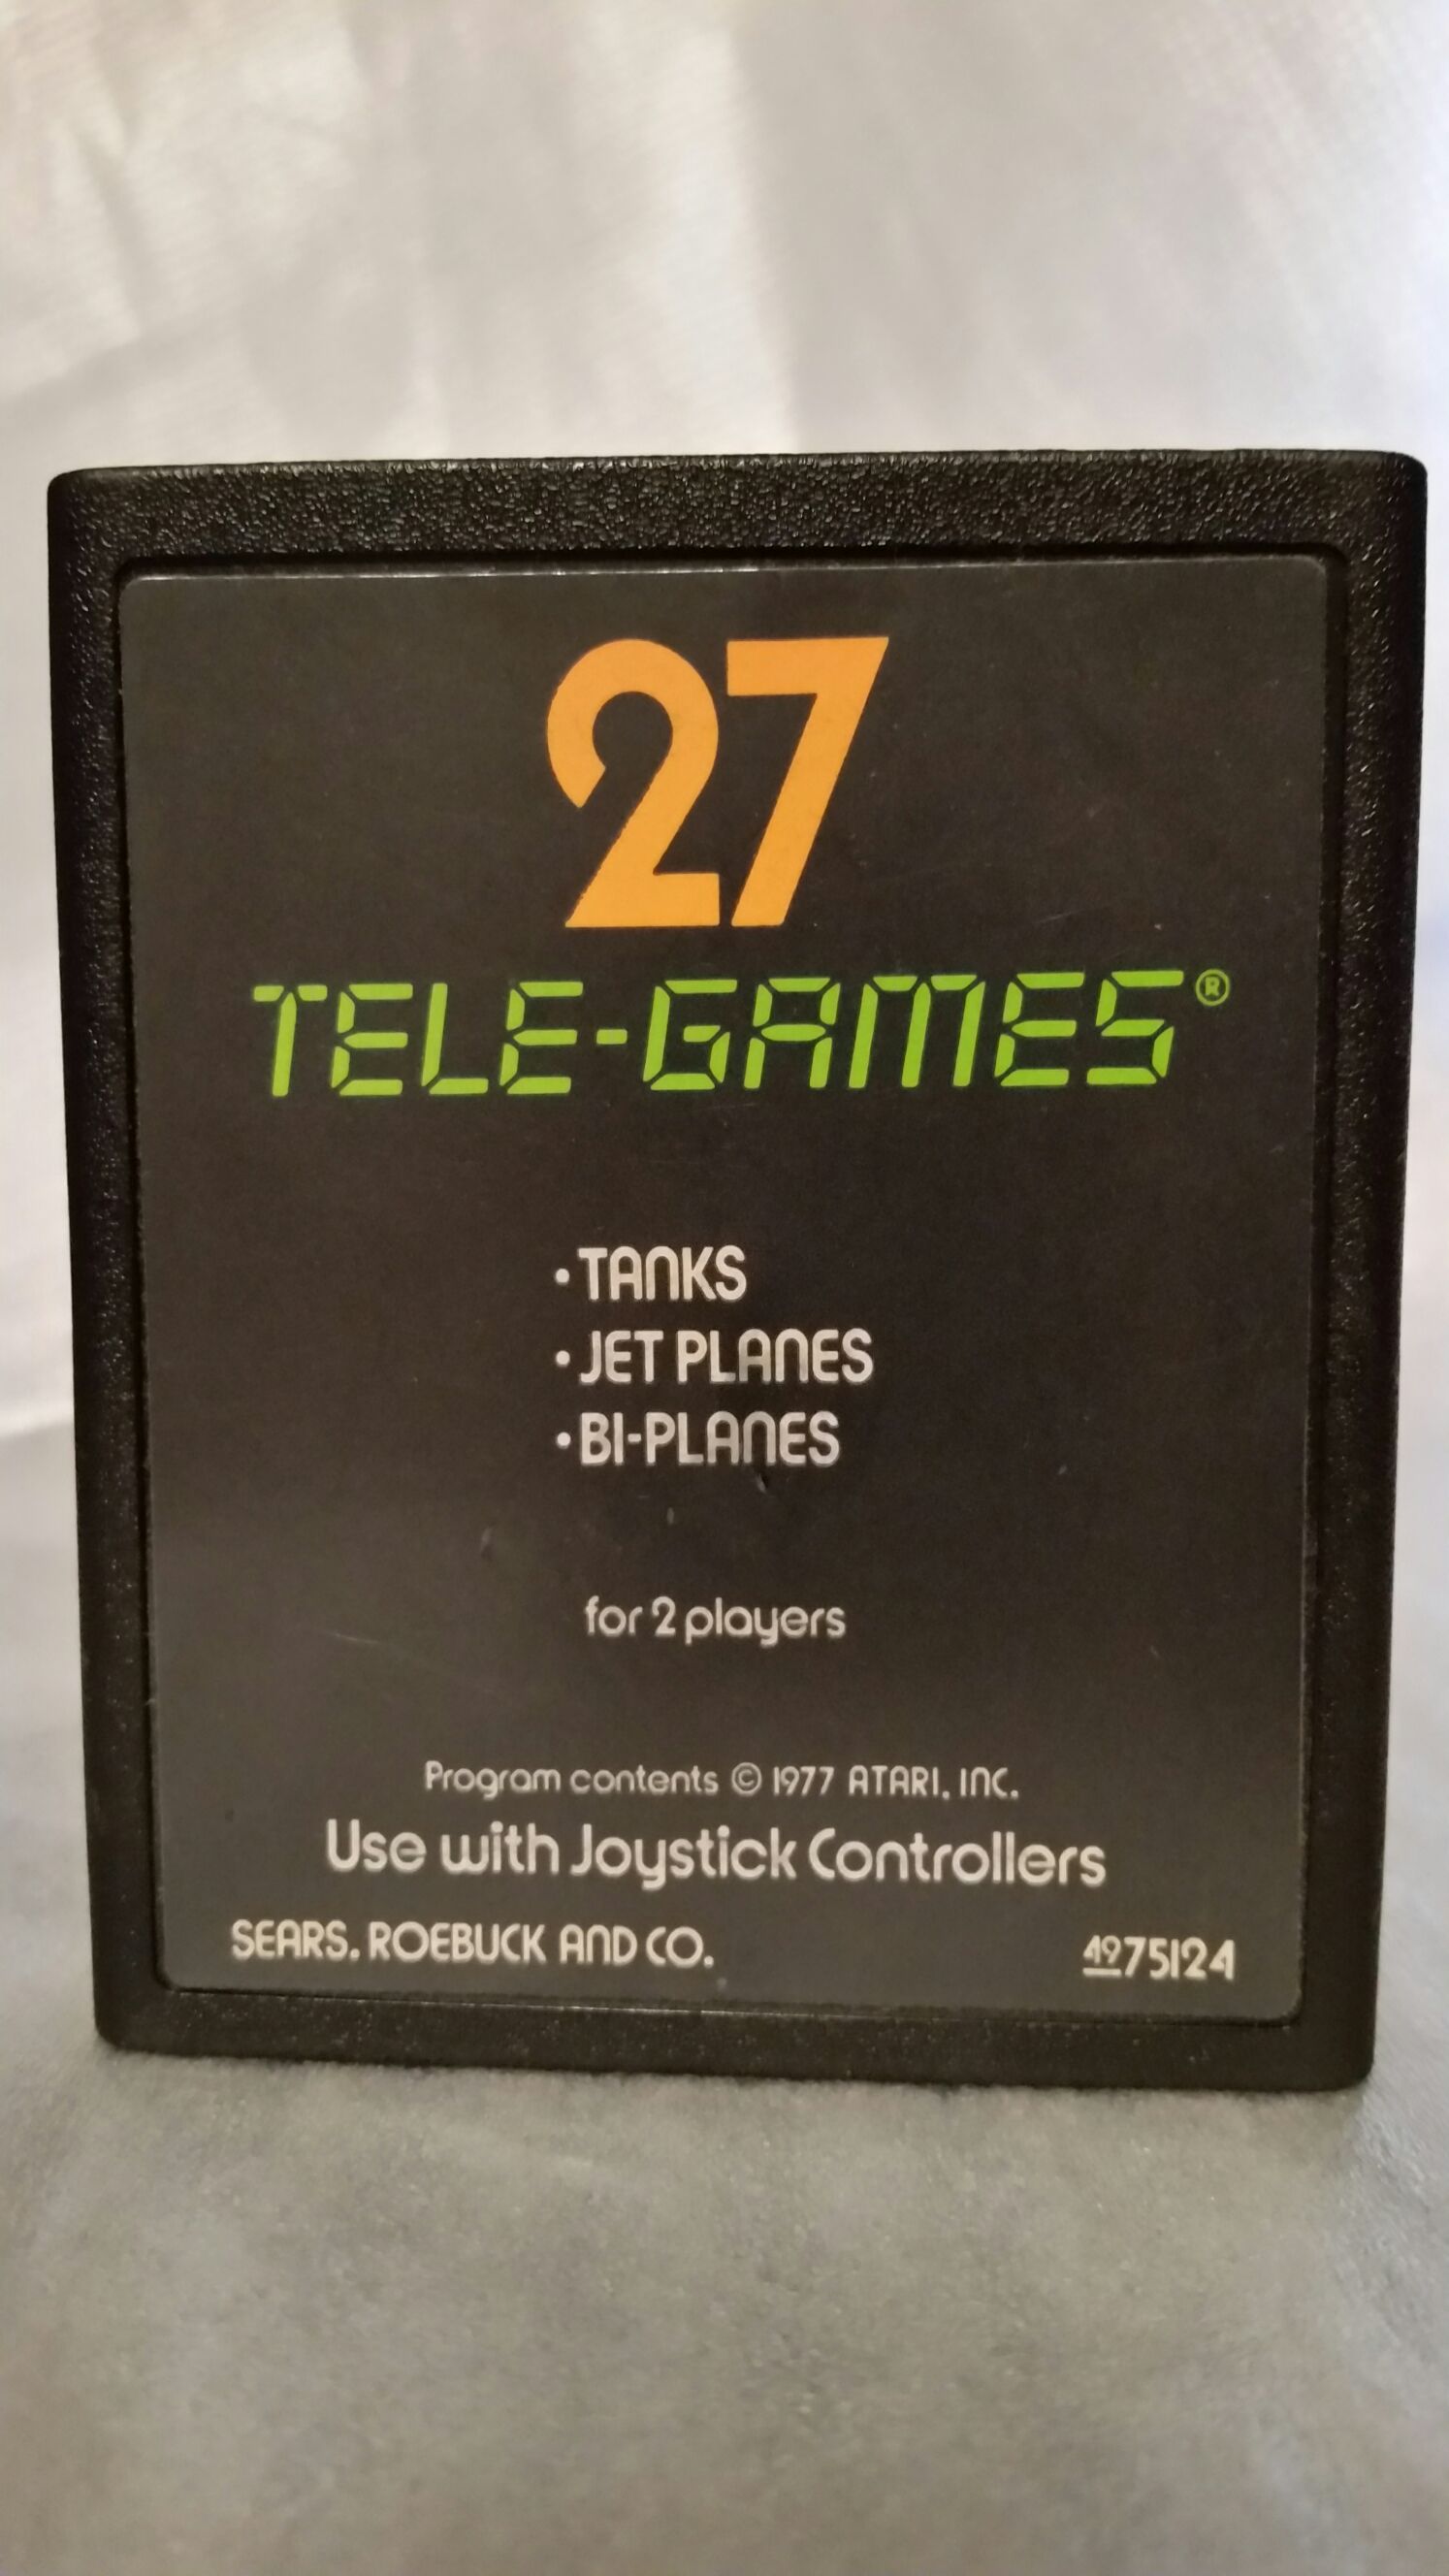 27
TELE-GAMES®
•TANKS
•JET PLANES
•BI-PLANES
for 2 players
Program contents © 1977 ATARI, INC.
Use with Joystick Controllers
SEARS, ROEBUCK AND CO. 4975124